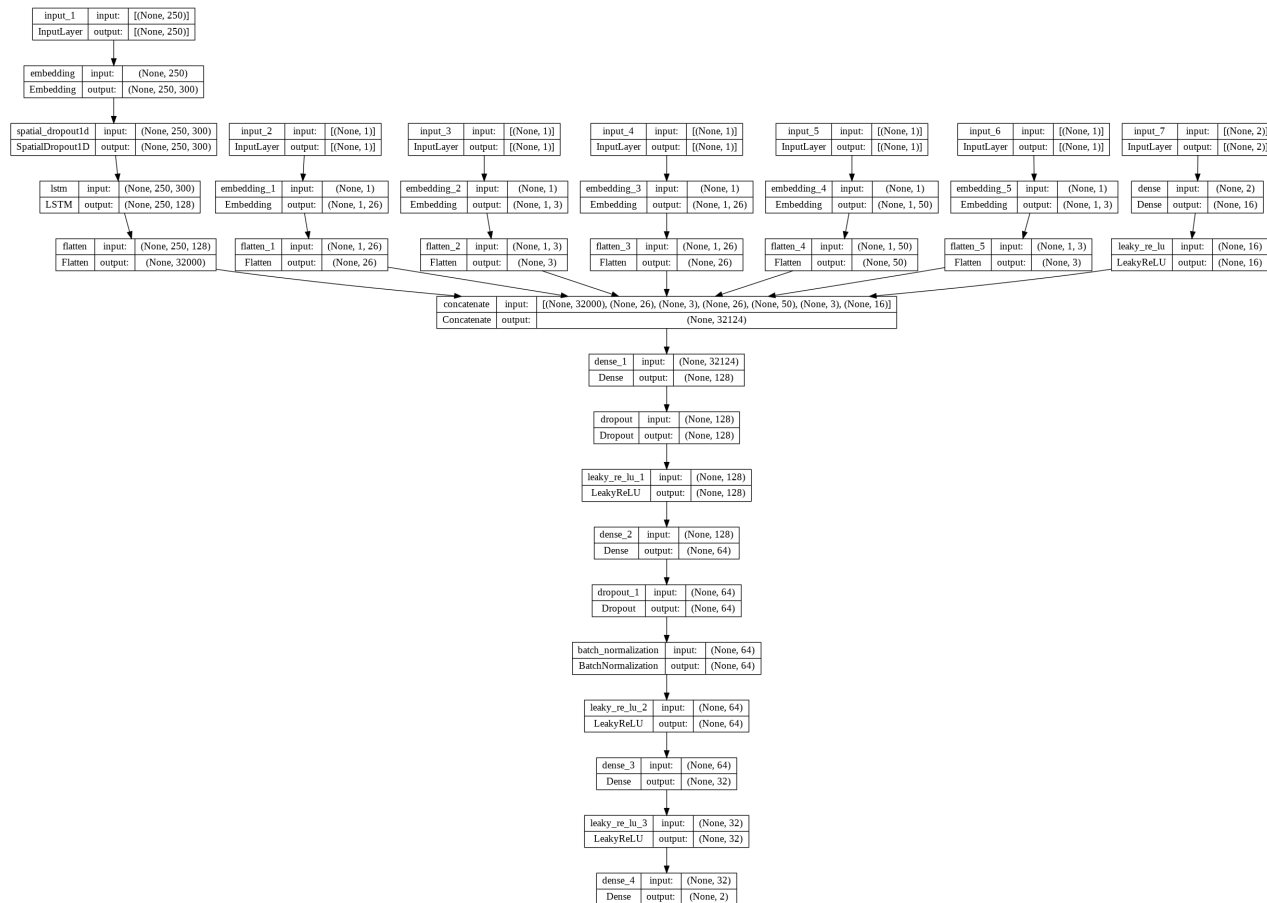 input_1 input: [(None, 250)]
InputLayer output: [(None, 250)]
embedding input: (None, 250)
Embedding output: (None, 250, 300)
spatial_dropout1d input: (None, 250, 300)
SpatialDropout1D output: (None, 250, 300)
input_2 input: [(None, 1)]
InputLayer output: [(None, 1)]
input_3 input: [(None, 1)]
InputLayer output: [(None, 1)]
input_4 input: [(None, 1)]
InputLayer output: [(None, 1)]
input_5 input: [(None, 1)]
InputLayer output: [(None, 1)]
input_6 input: [(None, 1)]
InputLayer output: [(None, 1)]
input_7 input: [(None, 2)]
InputLayer output: [(None, 2)]
lstm input: (None, 250, 300)
LSTM output: (None, 250, 128)
embedding_1 input: (None, 1)
Embedding output: (None, 1, 26)
embedding_2 input: (None, 1)
Embedding output: (None, 1, 3)
embedding_3 input: (None, 1)
Embedding output: (None, 1, 26)
embedding_4 input: (None, 1)
Embedding output: (None, 1, 50)
embedding_5 input: (None, 1)
Embedding output: (None, 1, 3)
dense input: (None, 2)
Dense output: (None, 16)
flatten input: (None, 250, 128)
Flatten output: (None, 32000)
flatten_1 input: (None, 1, 26)
Flatten output: (None, 26)
flatten_2 input: (None, 1, 3)
Flatten output: (None, 3)
flatten_3 input: (None, 1, 26)
Flatten output: (None, 26)
flatten_4 input: (None, 1, 50)
Flatten output: (None, 50)
flatten_5 input: (None, 1, 3)
Flatten output: (None, 3)
leaky_re_lu input: (None, 16)
LeakyReLU output: (None, 16)
concatenate input: [(None, 32000), (None, 26), (None, 3), (None, 26), (None, 50), (None, 3), (None, 16)]
Concatenate output: (None, 32124)
dense_1 input: (None, 32124)
Dense output: (None, 128)
dropout input: (None, 128)
Dropout output: (None, 128)
leaky_re_lu_1 input: (None, 128)
LeakyReLU output: (None, 128)
dense_2 input: (None, 128)
Dense output: (None, 64)
dropout_1 input: (None, 64)
Dropout output: (None, 64)
batch_normalization input: (None, 64)
BatchNormalization output: (None, 64)
leaky_re_lu_2 input: (None, 64)
LeakyReLU output: (None, 64)
dense_3 input: (None, 64)
Dense output: (None, 32)
leaky_re_lu_3 input: (None, 32)
LeakyReLU output: (None, 32)
dense_4 input: (None, 32)
Dense output: (None, 2)